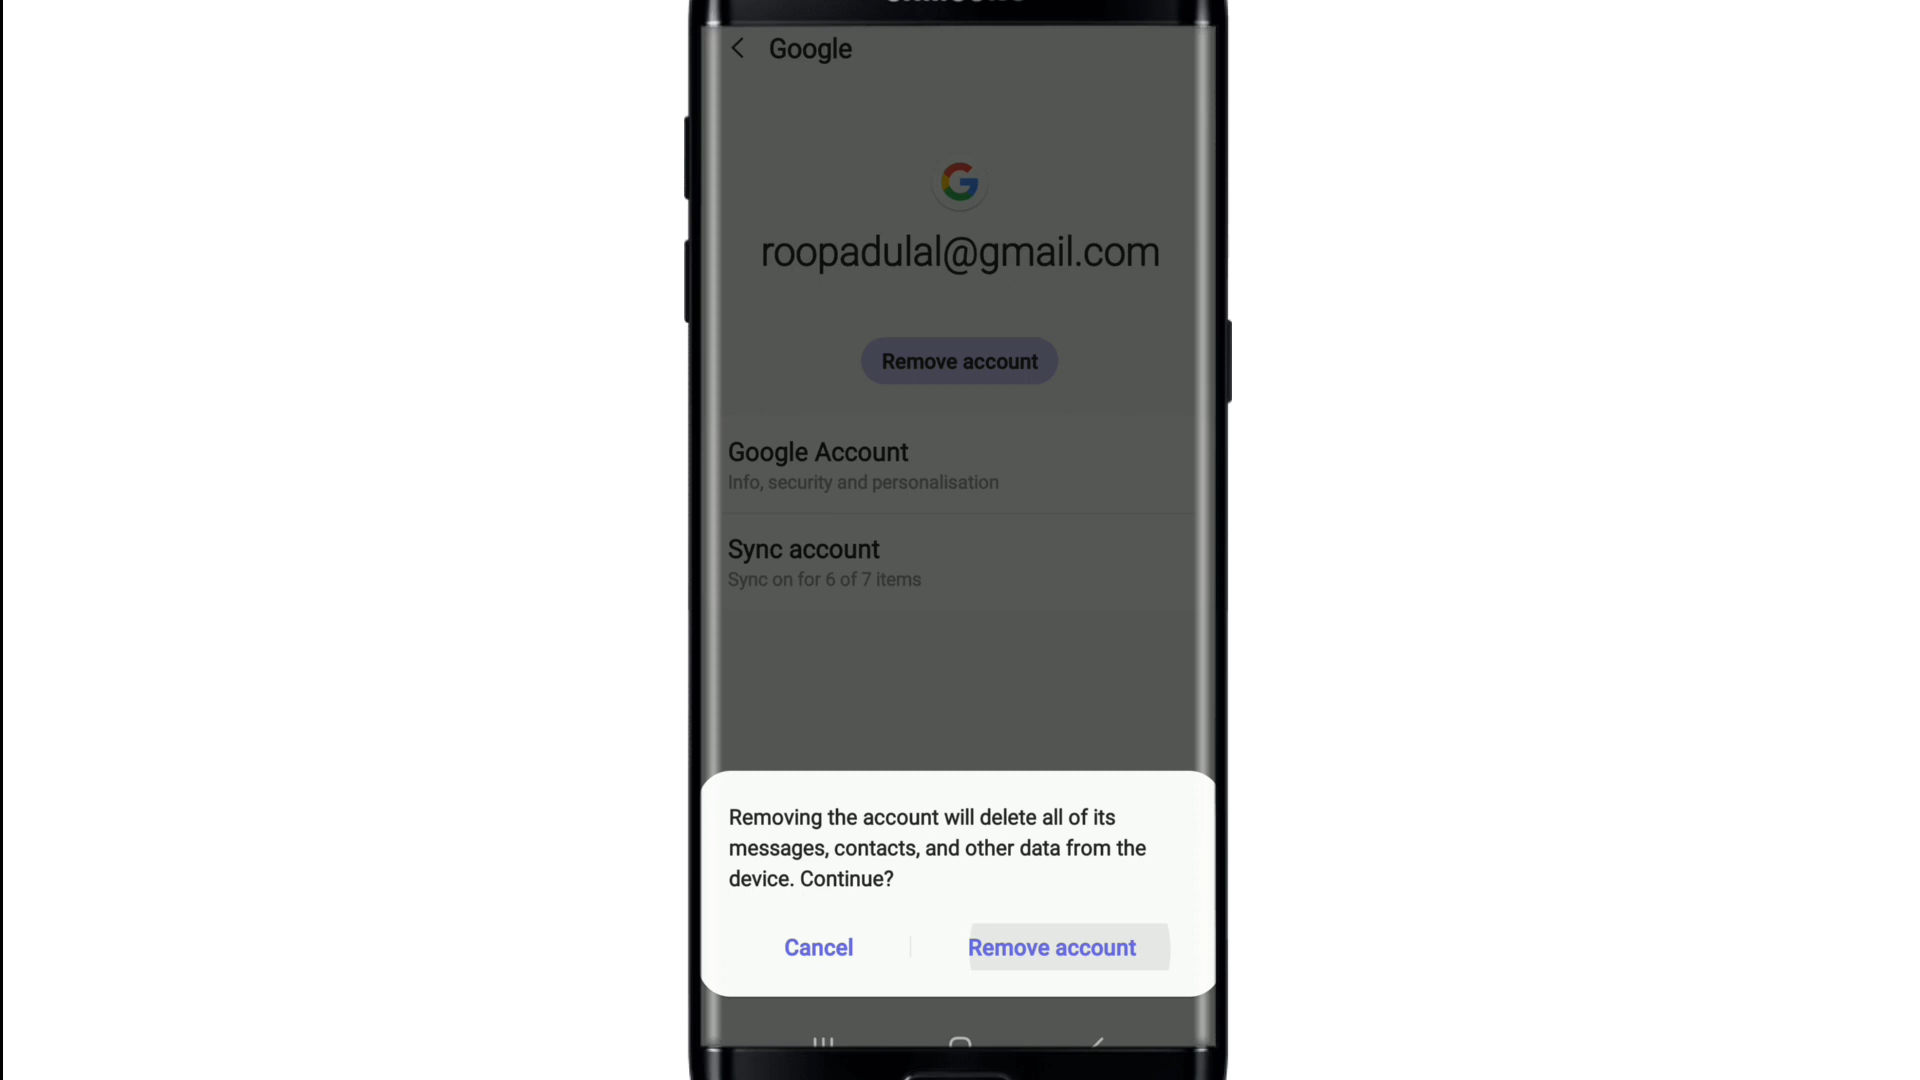 Google
roopadulal@gmail.com
Remove account
Google Account
Info, security and personalisation
Sync account
Sync on for 6 of 7 items
Removing the account will delete all of its
messages, contacts, and other data from the
device. Continue?
Cancel
Remove account